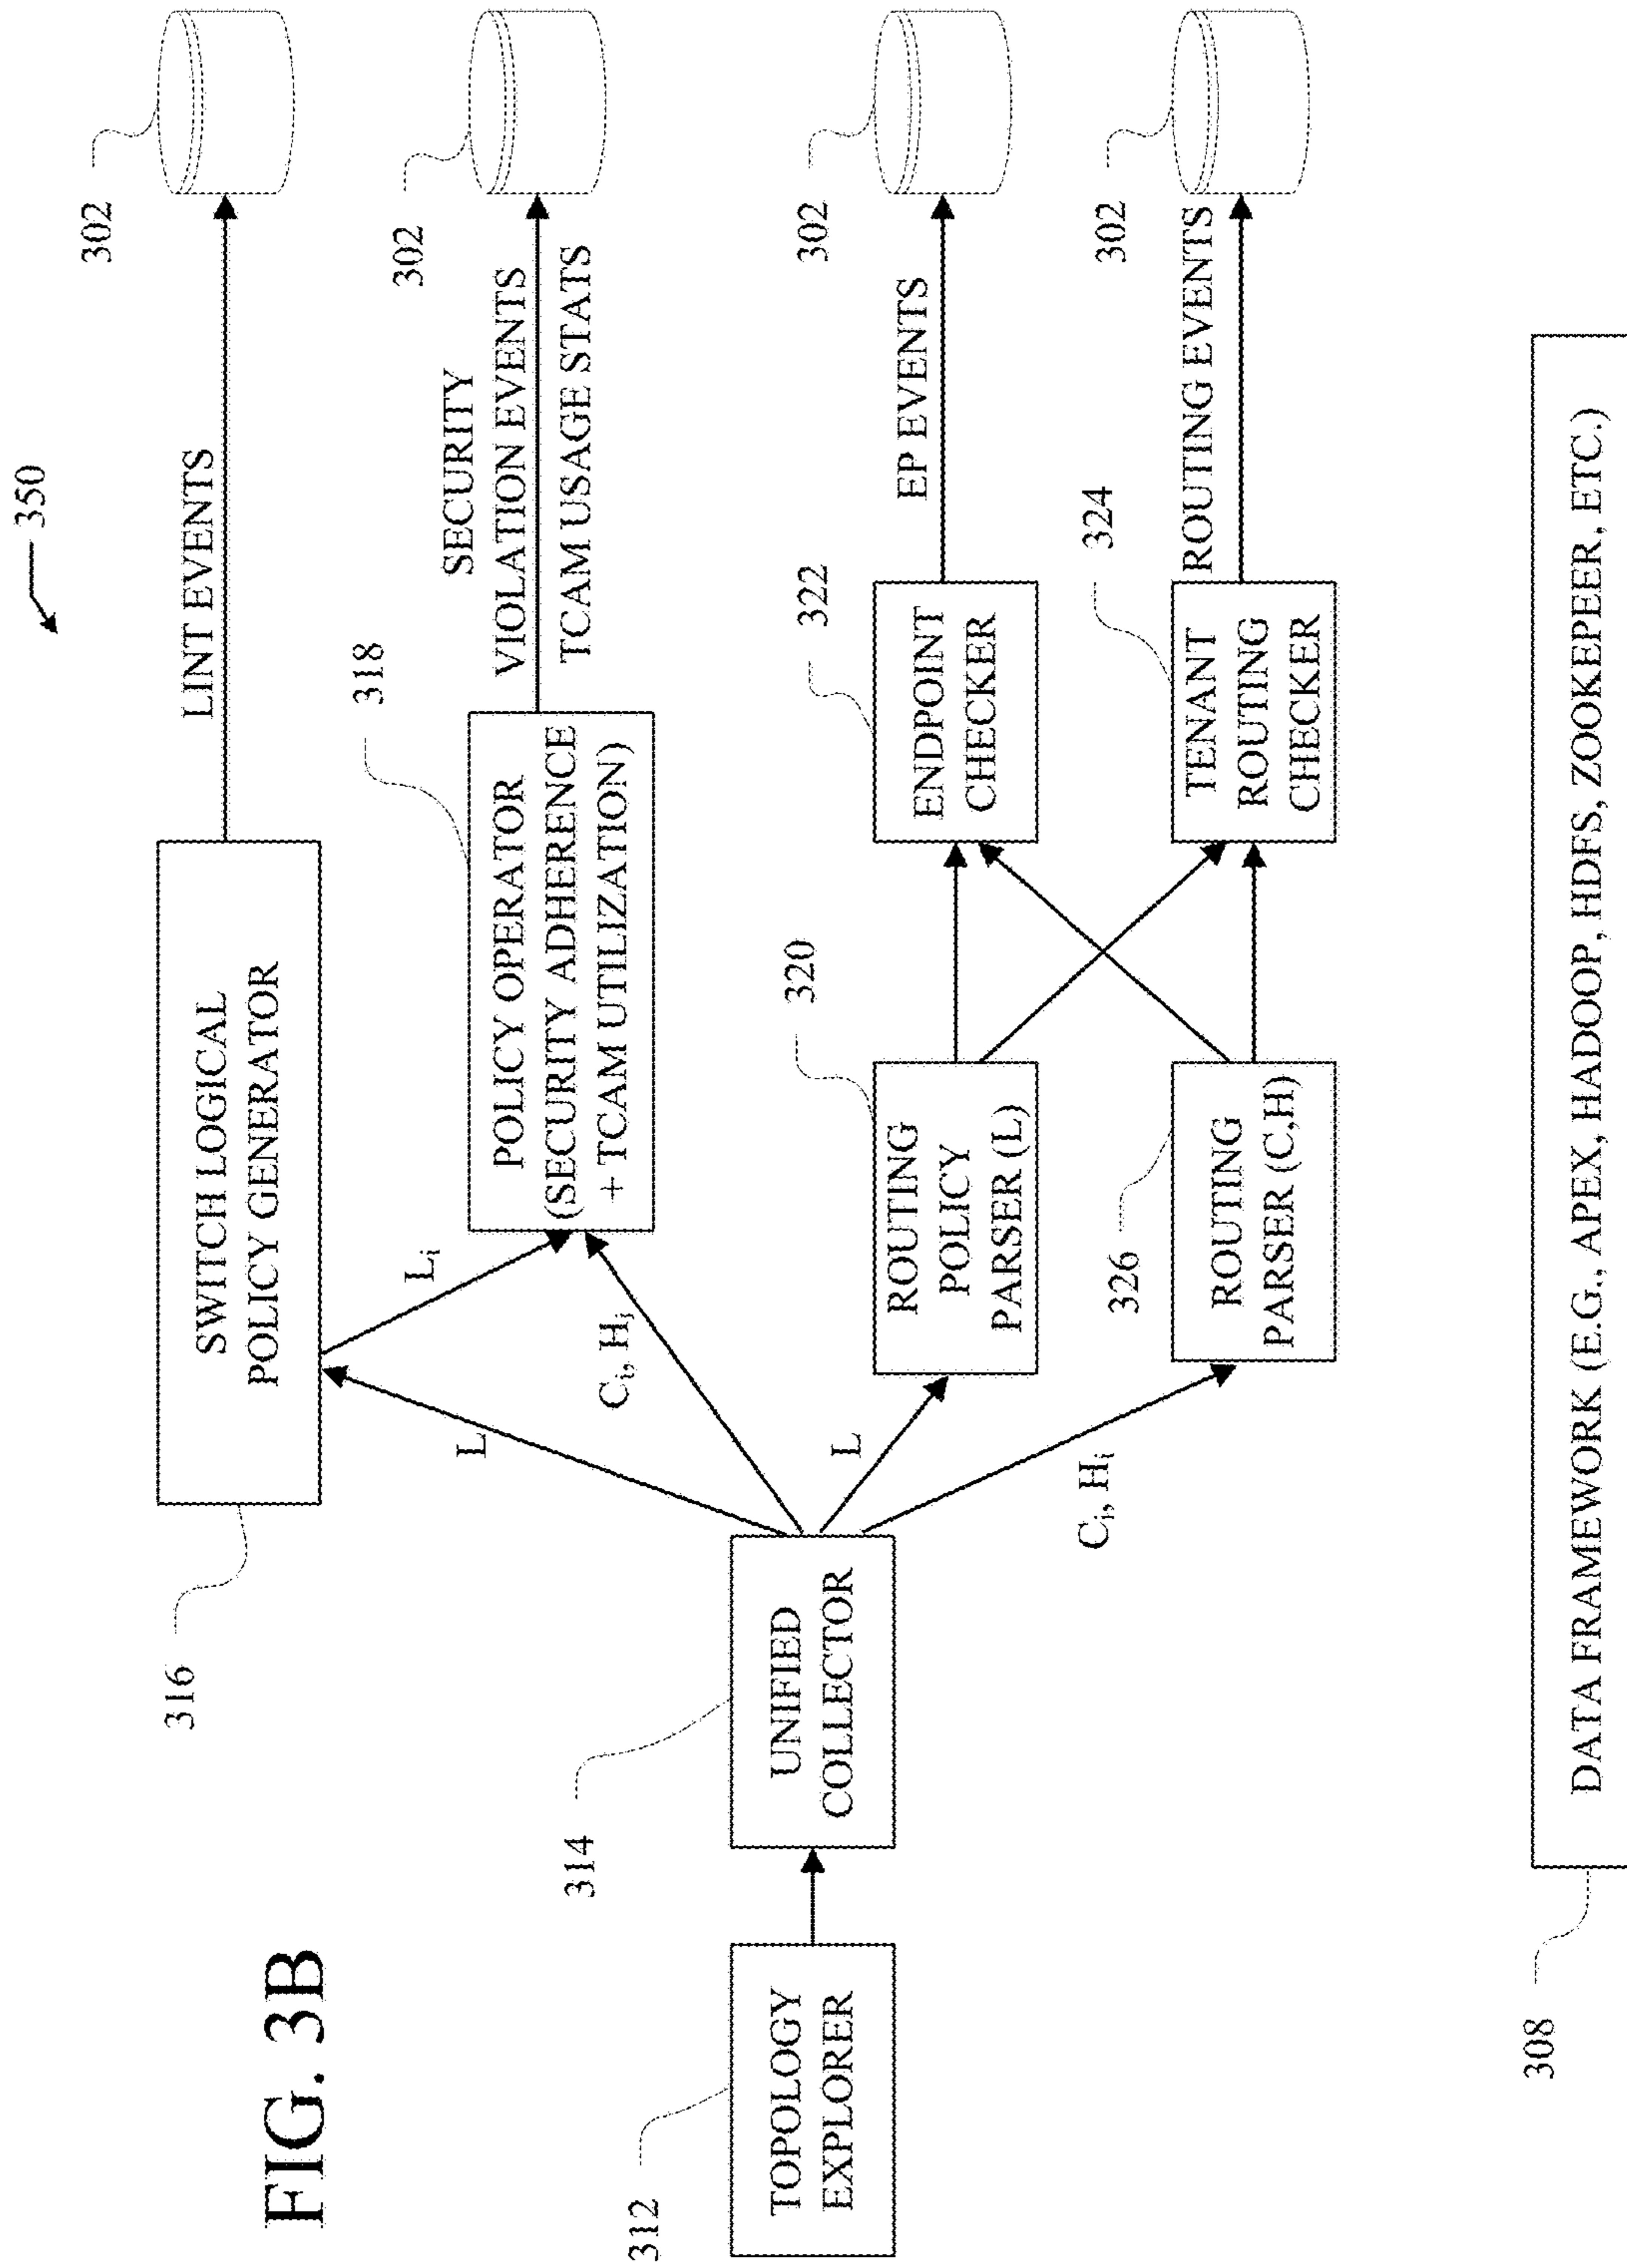 FIG. 3B
350
316
SWITCH LOGICAL
POLICY GENERATOR
LINT EVENTS
302
L
Li
318
POLICY OPERATOR
(SECURITY ADHERENCE
+ TCAM UTILIZATION)
SECURITY
VIOLATION EVENTS
TCAM USAGE STATS
302
Ci, Hi
312
TOPOLOGY
EXPLORER
314
UNIFIED
COLLECTOR
L
320
ROUTING
POLICY
PARSER (L)
322
ENDPOINT
CHECKER
EP EVENTS
302
Ci, Hi
326
ROUTING
PARSER (C,H)
324
TENANT
ROUTING
CHECKER
ROUTING EVENTS
302
308
DATA FRAMEWORK (E.G., APEX, HADOOP, HDFS, ZOOKEPEER, ETC.)